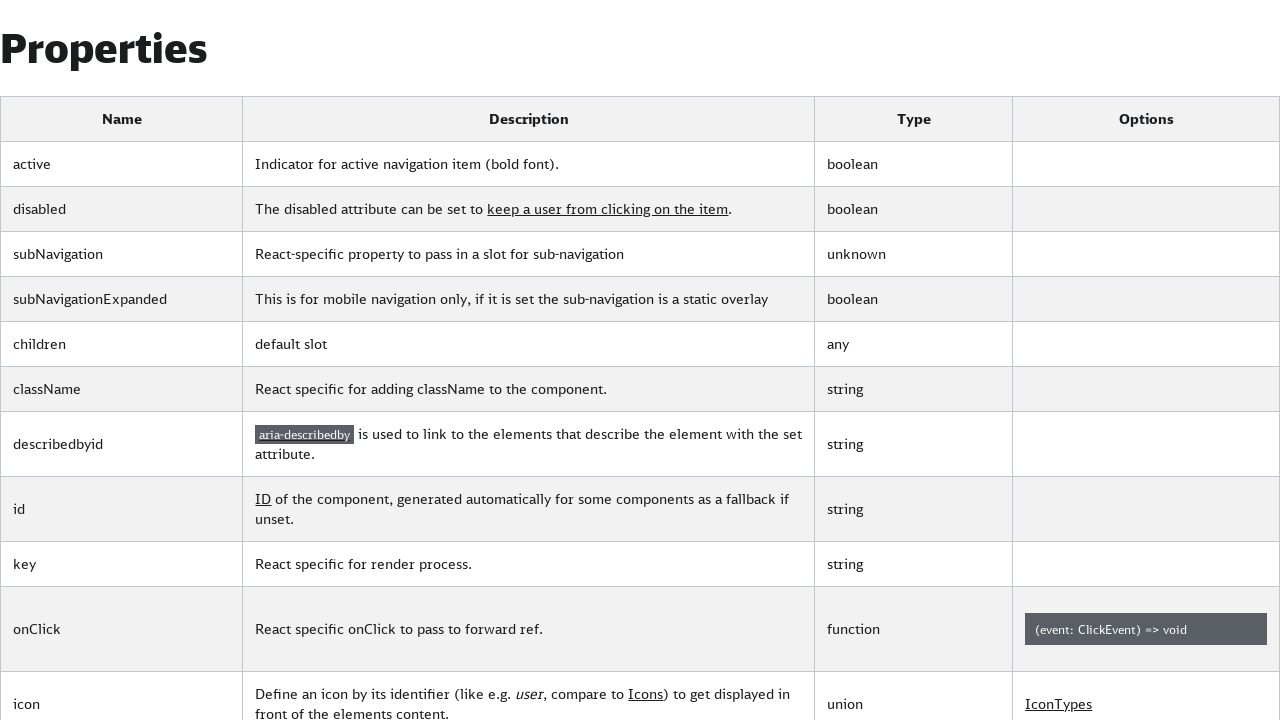 Properties
Name Description Type Options
active Indicator for active navigation item (bold font). boolean
disabled The disabled attribute can be set to keep a user from clicking on the item. boolean
subNavigation React-specific property to pass in a slot for sub-navigation unknown
subNavigationExpanded This is for mobile navigation only, if it is set the sub-navigation is a static overlay boolean
children default slot any
className React specific for adding className to the component. string
describedbyid aria-describedby is used to link to the elements that describe the element with the set string
attribute.
id ID of the component, generated automatically for some components as a fallback if string
unset.
key React specific for render process. string
onClick React specific onClick to pass to forward ref. function (event: ClickEvent) => void
icon Define an icon by its identifier (like e.g. user, compare to Icons) to get displayed in union IconTypes
front of the elements content.